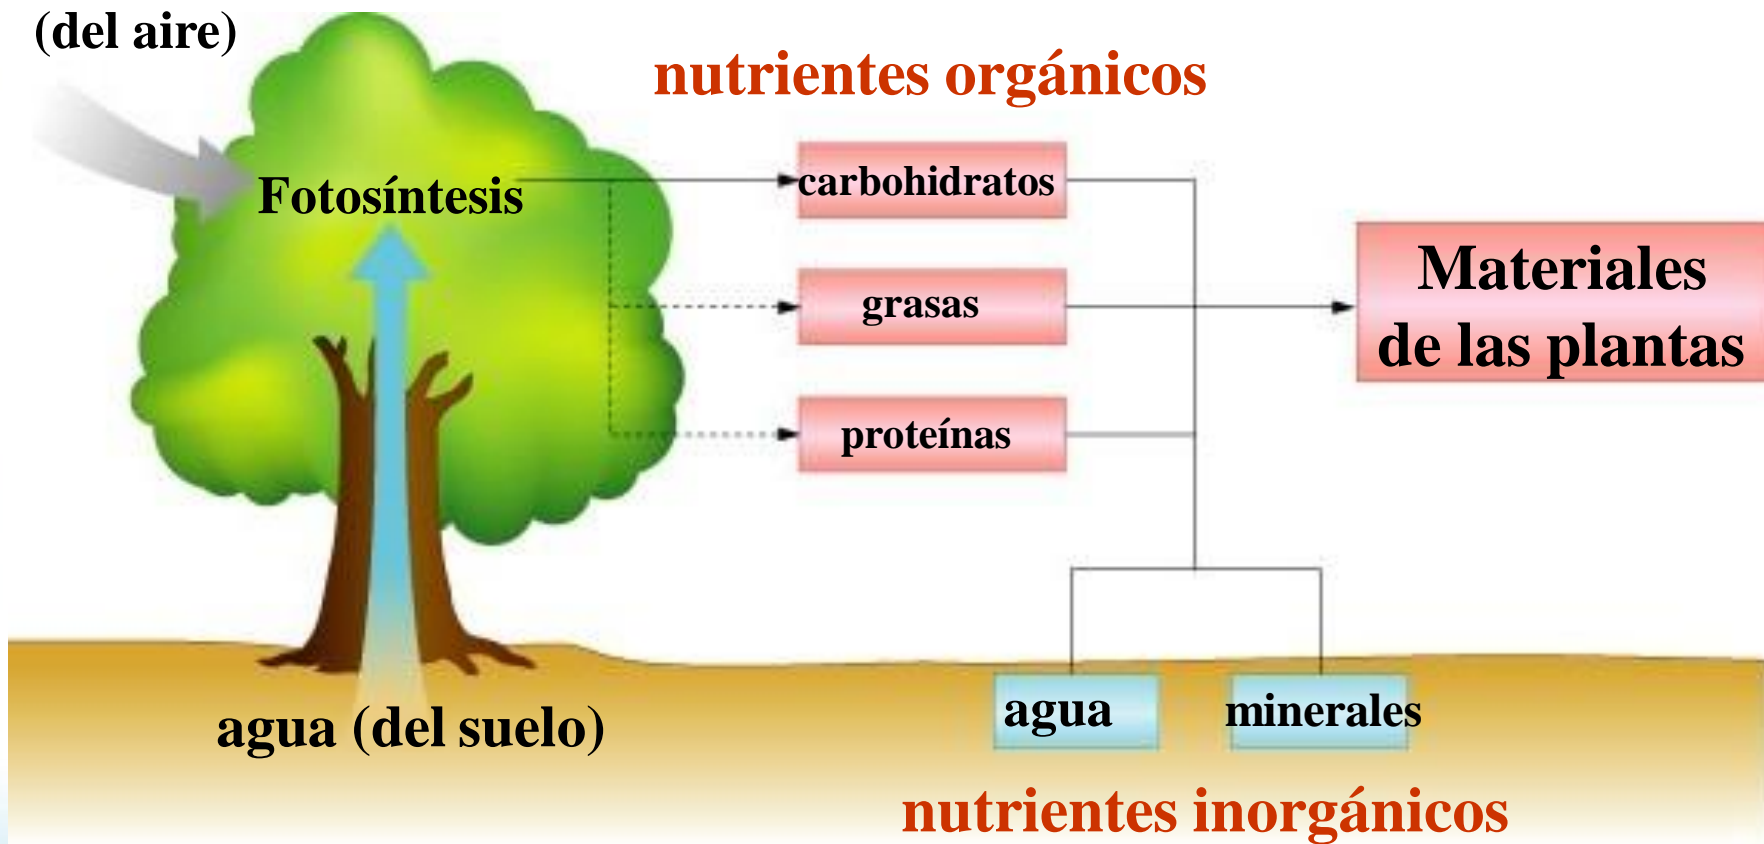 (del aire)
nutrientes orgánicos
Fotosíntesis
carbohidratos
grasas
proteínas
Materiales
de las plantas
agua (del suelo)
agua
minerales
nutrientes inorgánicos